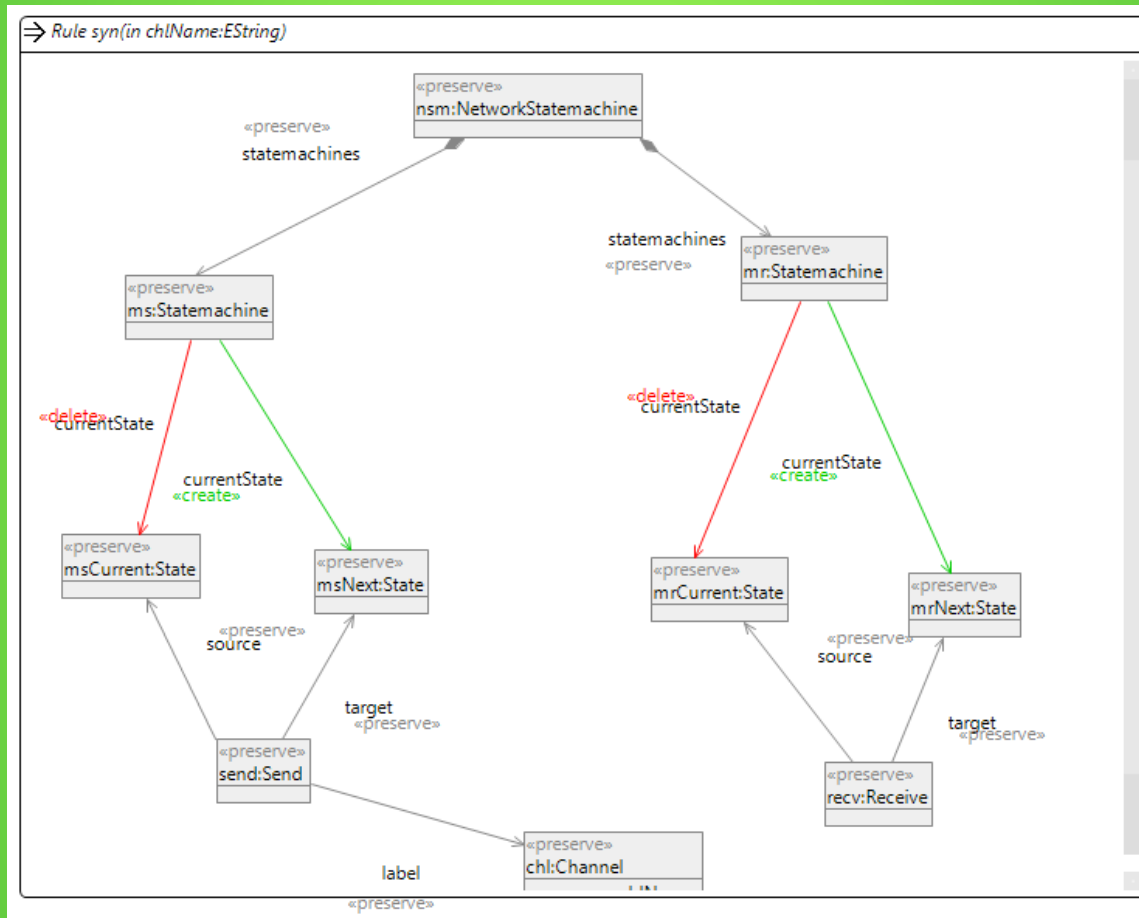 Rule syn(in chlName:EString)
«preserve»
nsm:NetworkStatemachine
«preserve»
statemachines
statemachines
«preserve»
«preserve»
ms:Statemachine
«preserve»
mr:Statemachine
«delete»
currentState
currentState
«create»
«delete»
currentState
currentState
«create»
«preserve»
msCurrent:State
«preserve»
msNext:State
«preserve»
mrCurrent:State
«preserve»
mrNext:State
«preserve»
source
target
«preserve»
«preserve»
source
target
«preserve»
«preserve»
send:Send
«preserve»
recv:Receive
«preserve»
chl:Channel
label
«preserve»